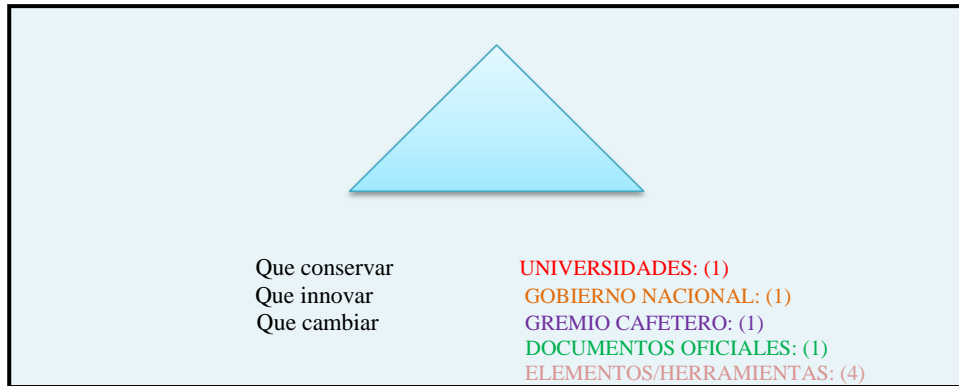 Que conservar UNIVERSIDADES: (1)
Que innovar GOBIERNO NACIONAL: (1)
Que cambiar GREMIO CAFETERO: (1)
DOCUMENTOS OFICIALES: (1)
ELEMENTOS/HERRAMIENTAS: (4)